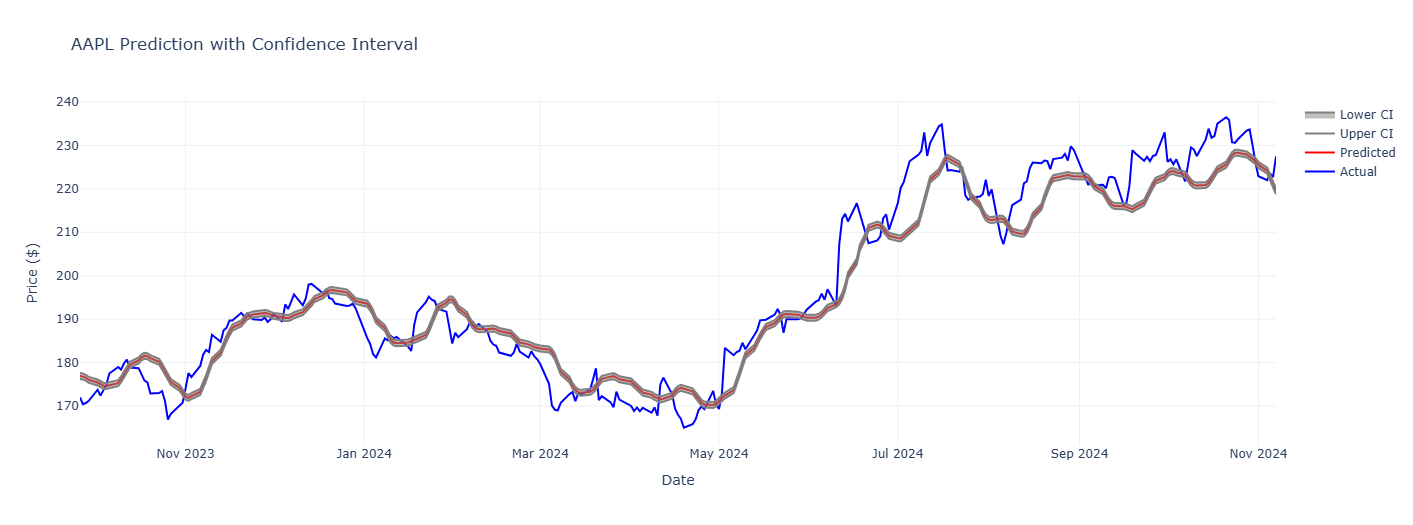 AAPL Prediction with Confidence Interval
240
230
220
210
200
190
180
170
Price ($)
Nov 2023
Jan 2024
Mar 2024
May 2024
Jul 2024
Sep 2024
Nov 2024
Date
Lower CI
Upper CI
Predicted
Actual